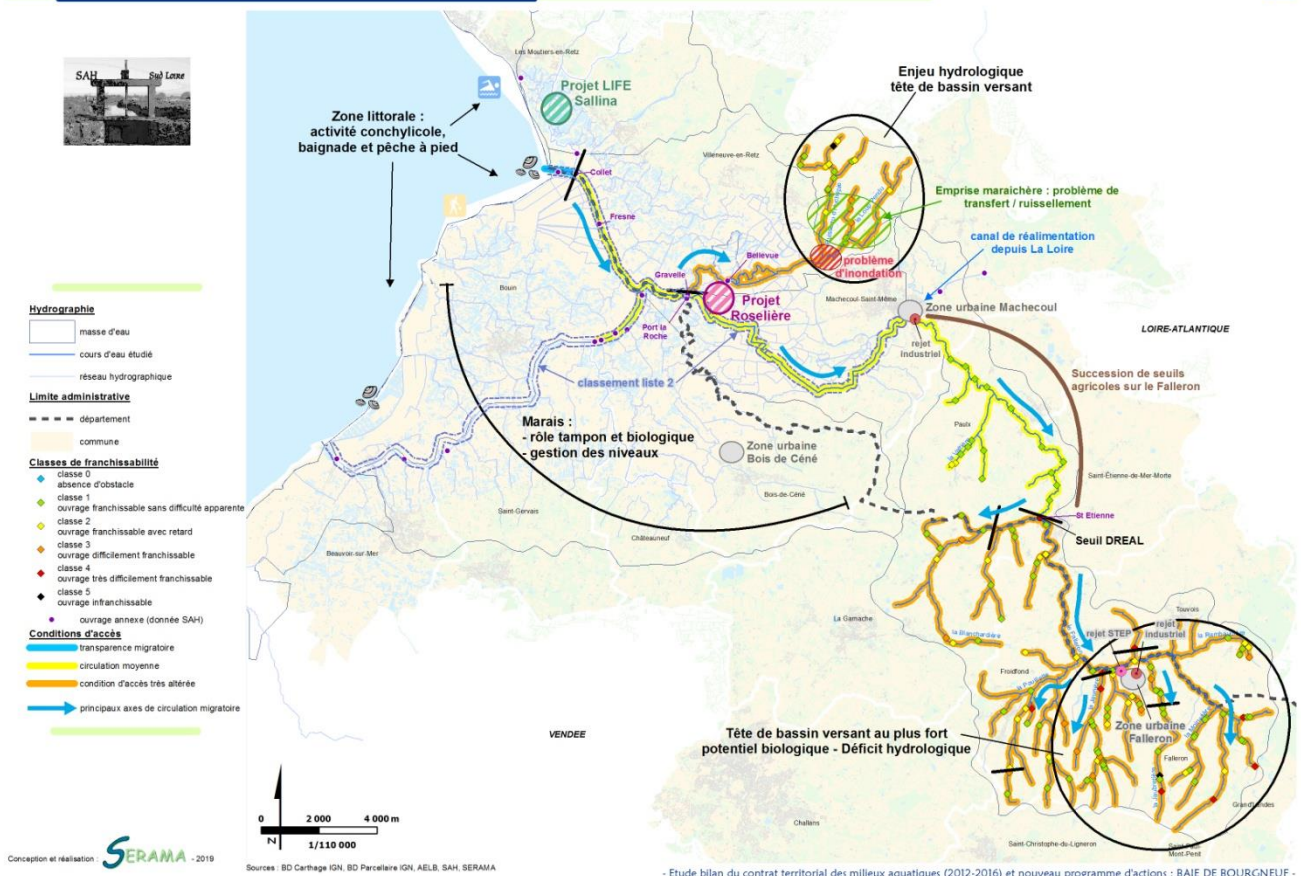 SAH Sud Loire
Hydrographie
masse d'eau
cours d'eau étudié
réseau hydrographique
Limite administrative
département
commune
Classes de franchissabilité
classe 0
absence d'obstacle
classe 1
ouvrage franchissable sans difficulté apparente
classe 2
ouvrage franchissable avec retard
classe 3
ouvrage difficilement franchissable
classe 4
ouvrage très difficilement franchissable
classe 5
ouvrage infranchissable
ouvrage annexe (donnée SAH)
Conditions d'accès
transparence migratoire
circulation moyenne
condition d'accès très altérée
principaux axes de circulation migratoire
Conception et réalisation : SERAMA - 2019
Les Moutiers-en-Retz
Projet LIFE
Sallina
Zone littorale :
activité conchylicole,
baignade et pêche à pied
Enjeu hydrologique
tête de bassin versant
Villeneuve-en-Retz
Collet
Emprise maraichère : problème de
transfert / ruissellement
Fresne
canal de réalimentation
depuis La Loire
problème
d'inondation
Bellevue
Gravelle
Bouin
Projet
Roselière
Machecoul-Saint-Même
Zone urbaine Machecoul
Port la
Roche
rejet
industriel
LOIRE-ATLANTIQUE
classement liste 2
Succession de seuils
agricoles sur le Falleron
Marais :
- rôle tampon et biologique
- gestion des niveaux
Paulx
Zone urbaine
Bois de Céné
Saint-Étienne-de-Mer-Morte
Bois-de-Céné
Saint-Gervais
St Etienne
Châteauneuf
Seuil DREAL
Beauvoir-sur-Mer
La Garnache
Touvois
la Blanchardière
rejet STEP
rejet
industriel
Froidfond
VENDEE
Zone urbaine
Falleron
Tête de bassin versant au plus fort
potentiel biologique - Déficit hydrologique
Falleron
Grand'Landes
Challans
Saint-Christophe-du-Ligneron
Saint-Paul-
Mont-Penit
N
0 2 000 4 000 m
1/110 000
Sources : BD Carthage IGN, BD Parcellaire IGN, AELB, SAH, SERAMA
- Etude bilan du contrat territorial des milieux aquatiques (2012-2016) et nouveau programme d'actions : BAIE DE BOURGNEUF -